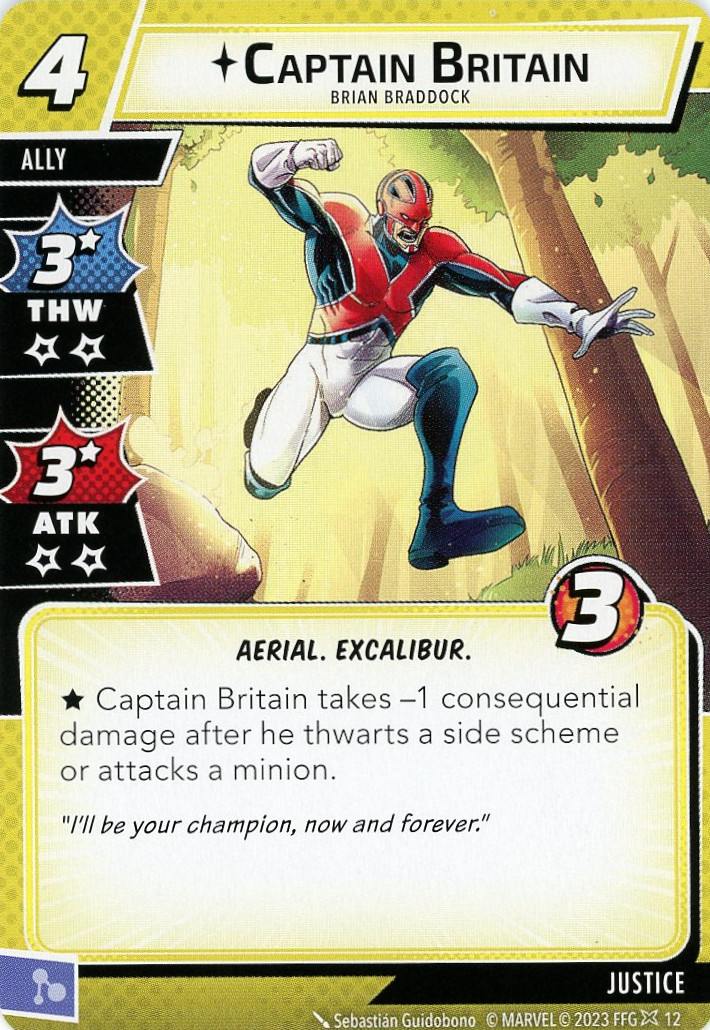 4
CAPTAIN BRITAIN
BRIAN BRADDOCK
ALLY
3
THW
3
ATK
3
AERIAL. EXCALIBUR.
★ Captain Britain takes –1 consequential
damage after he thwarts a side scheme
or attacks a minion.
"I'll be your champion, now and forever."
JUSTICE
Sebastián Guidobono © MARVEL © 2023 FFG 12